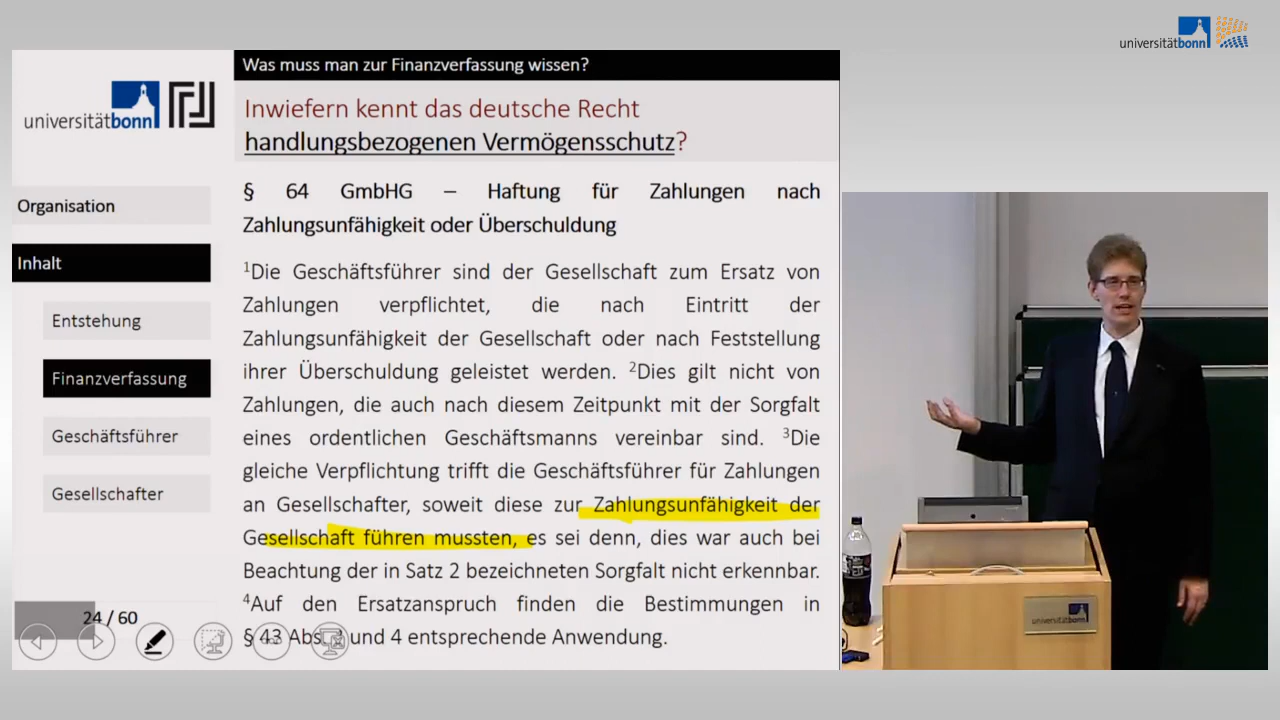 universitätbonn
Was muss man zur Finanzverfassung wissen?
universitätbonn
Inwiefern kennt das deutsche Recht
handlungsbezogenen Vermögensschutz?
Organisation
Inhalt
Entstehung
Finanzverfassung
Geschäftsführer
Gesellschafter
24 / 60
§ 64 GmbHG – Haftung für Zahlungen nach
Zahlungsunfähigkeit oder Überschuldung
1Die Geschäftsführer sind der Gesellschaft zum Ersatz von
Zahlungen verpflichtet, die nach Eintritt der
Zahlungsunfähigkeit der Gesellschaft oder nach Feststellung
ihrer Überschuldung geleistet werden. 2Dies gilt nicht von
Zahlungen, die auch nach diesem Zeitpunkt mit der Sorgfalt
eines ordentlichen Geschäftsmanns vereinbar sind. 3Die
gleiche Verpflichtung trifft die Geschäftsführer für Zahlungen
an Gesellschafter, soweit diese zur Zahlungsunfähigkeit der
Gesellschaft führen mussten, es sei denn, dies war auch bei
Beachtung der in Satz 2 bezeichneten Sorgfalt nicht erkennbar.
4Auf den Ersatzanspruch finden die Bestimmungen in
§ 43 Abs. und 4 entsprechende Anwendung.
universitätbonn